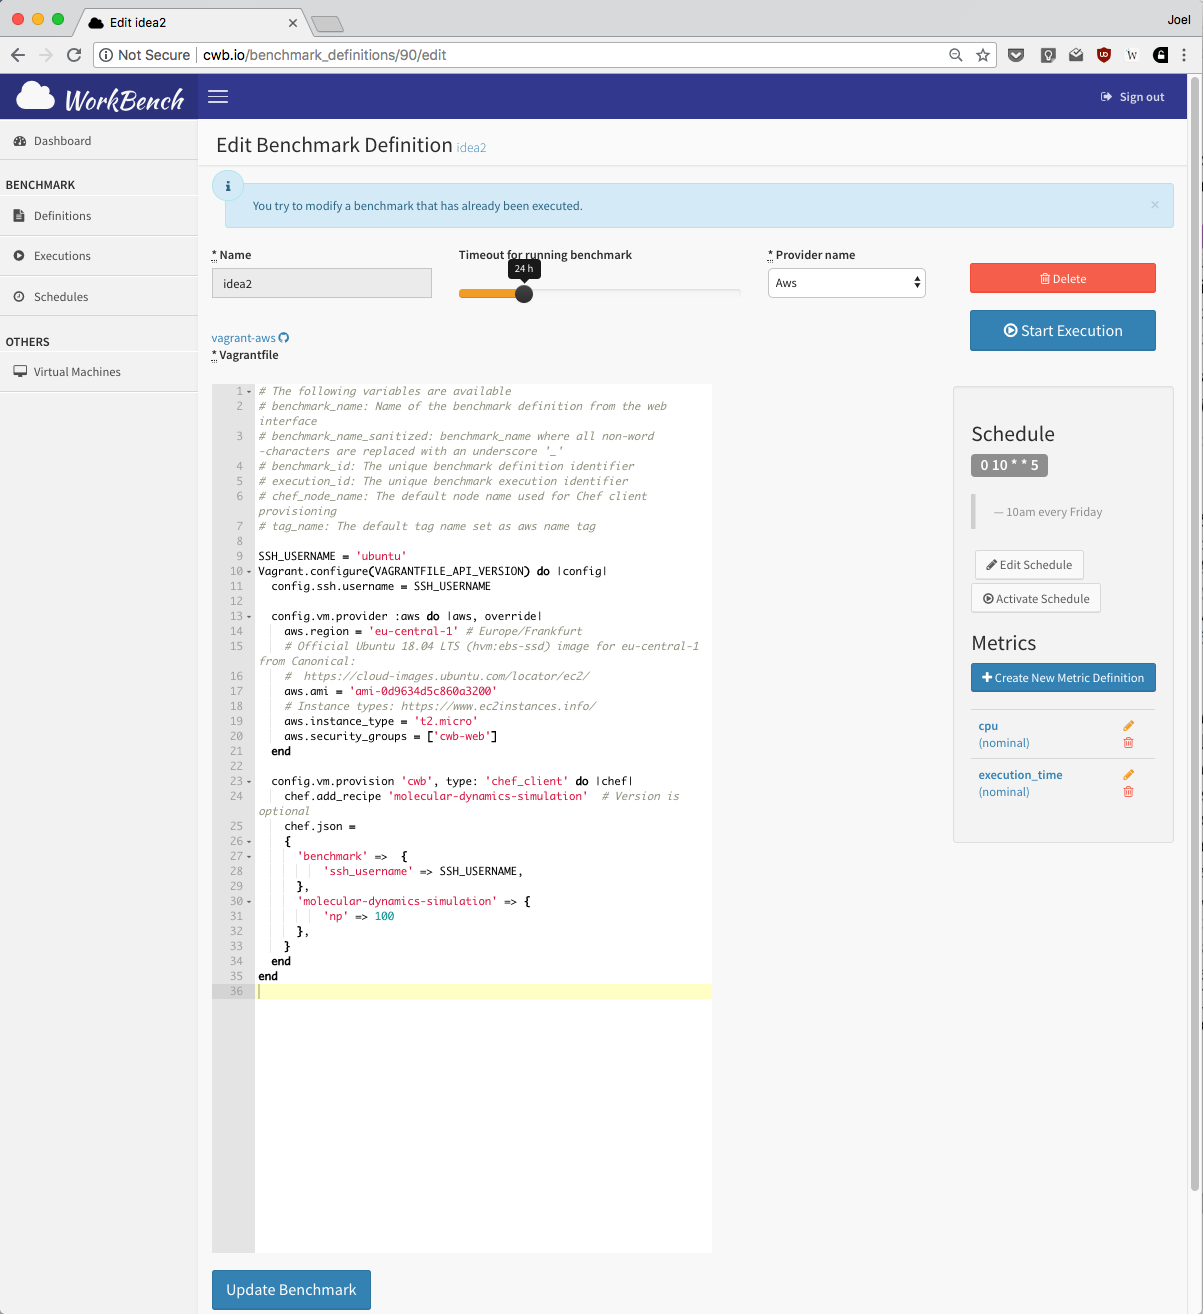 Edit idea2
Joel
Not Secure | cwb.io/benchmark_definitions/90/edit
WorkBench
Sign out
Dashboard
BENCHMARK
Definitions
Executions
Schedules
OTHERS
Virtual Machines
Edit Benchmark Definition idea2
You try to modify a benchmark that has already been executed.
×
* Name
idea2
Timeout for running benchmark
24 h
* Provider name
Aws
Delete
Start Execution
vagrant-aws
* Vagrantfile
1 # The following variables are available
2 # benchmark_name: Name of the benchmark definition from the web
interface
3 # benchmark_name_sanitized: benchmark_name where all non-word
-characters are replaced with an underscore '_'
4 # benchmark_id: The unique benchmark definition identifier
5 # execution_id: The unique benchmark execution identifier
6 # chef_node_name: The default node name used for Chef client
provisioning
7 # tag_name: The default tag name set as aws name tag
8
9 SSH_USERNAME = 'ubuntu'
10 Vagrant.configure(VAGRANTFILE_API_VERSION) do |config|
11 config.ssh.username = SSH_USERNAME
12
13 config.vm.provider :aws do |aws, override|
14 aws.region = 'eu-central-1' # Europe/Frankfurt
15 # Official Ubuntu 18.04 LTS (hvm:ebs-ssd) image for eu-central-1
from Canonical:
16 # https://cloud-images.ubuntu.com/locator/ec2/
17 aws.ami = 'ami-0d9634d5c860a3200'
18 # Instance types: https://www.ec2instances.info/
19 aws.instance_type = 't2.micro'
20 aws.security_groups = ['cwb-web']
21 end
22
23 config.vm.provision 'cwb', type: 'chef_client' do |chef|
24 chef.add_recipe 'molecular-dynamics-simulation' # Version is
optional
25 chef.json =
26 {
27 'benchmark' => {
28 'ssh_username' => SSH_USERNAME,
29 },
30 'molecular-dynamics-simulation' => {
31 'np' => 100
32 },
33 }
34 end
35 end
36
Update Benchmark
Schedule
0 10 * * 5
— 10am every Friday
Edit Schedule
Activate Schedule
Metrics
Create New Metric Definition
cpu
(nominal)
execution_time
(nominal)